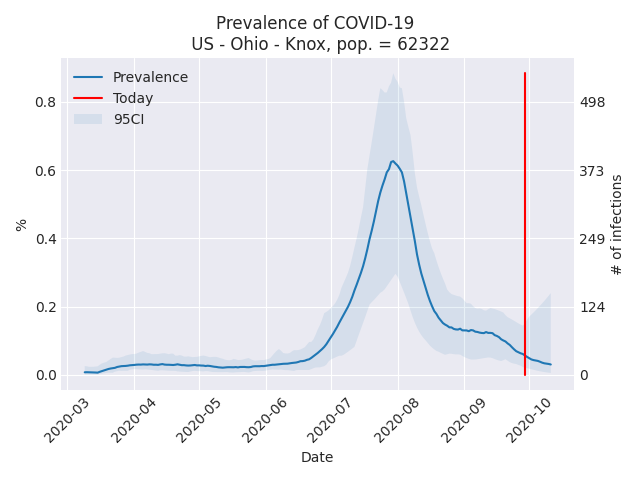 Prevalence of COVID-19
US - Ohio - Knox, pop. = 62322
Prevalence
Today
95CI
0.8
0.6
0.4
0.2
0.0
%
498
373
249
124
0
# of infections
2020-03
2020-04
2020-05
2020-06
2020-07
2020-08
2020-09
2020-10
Date